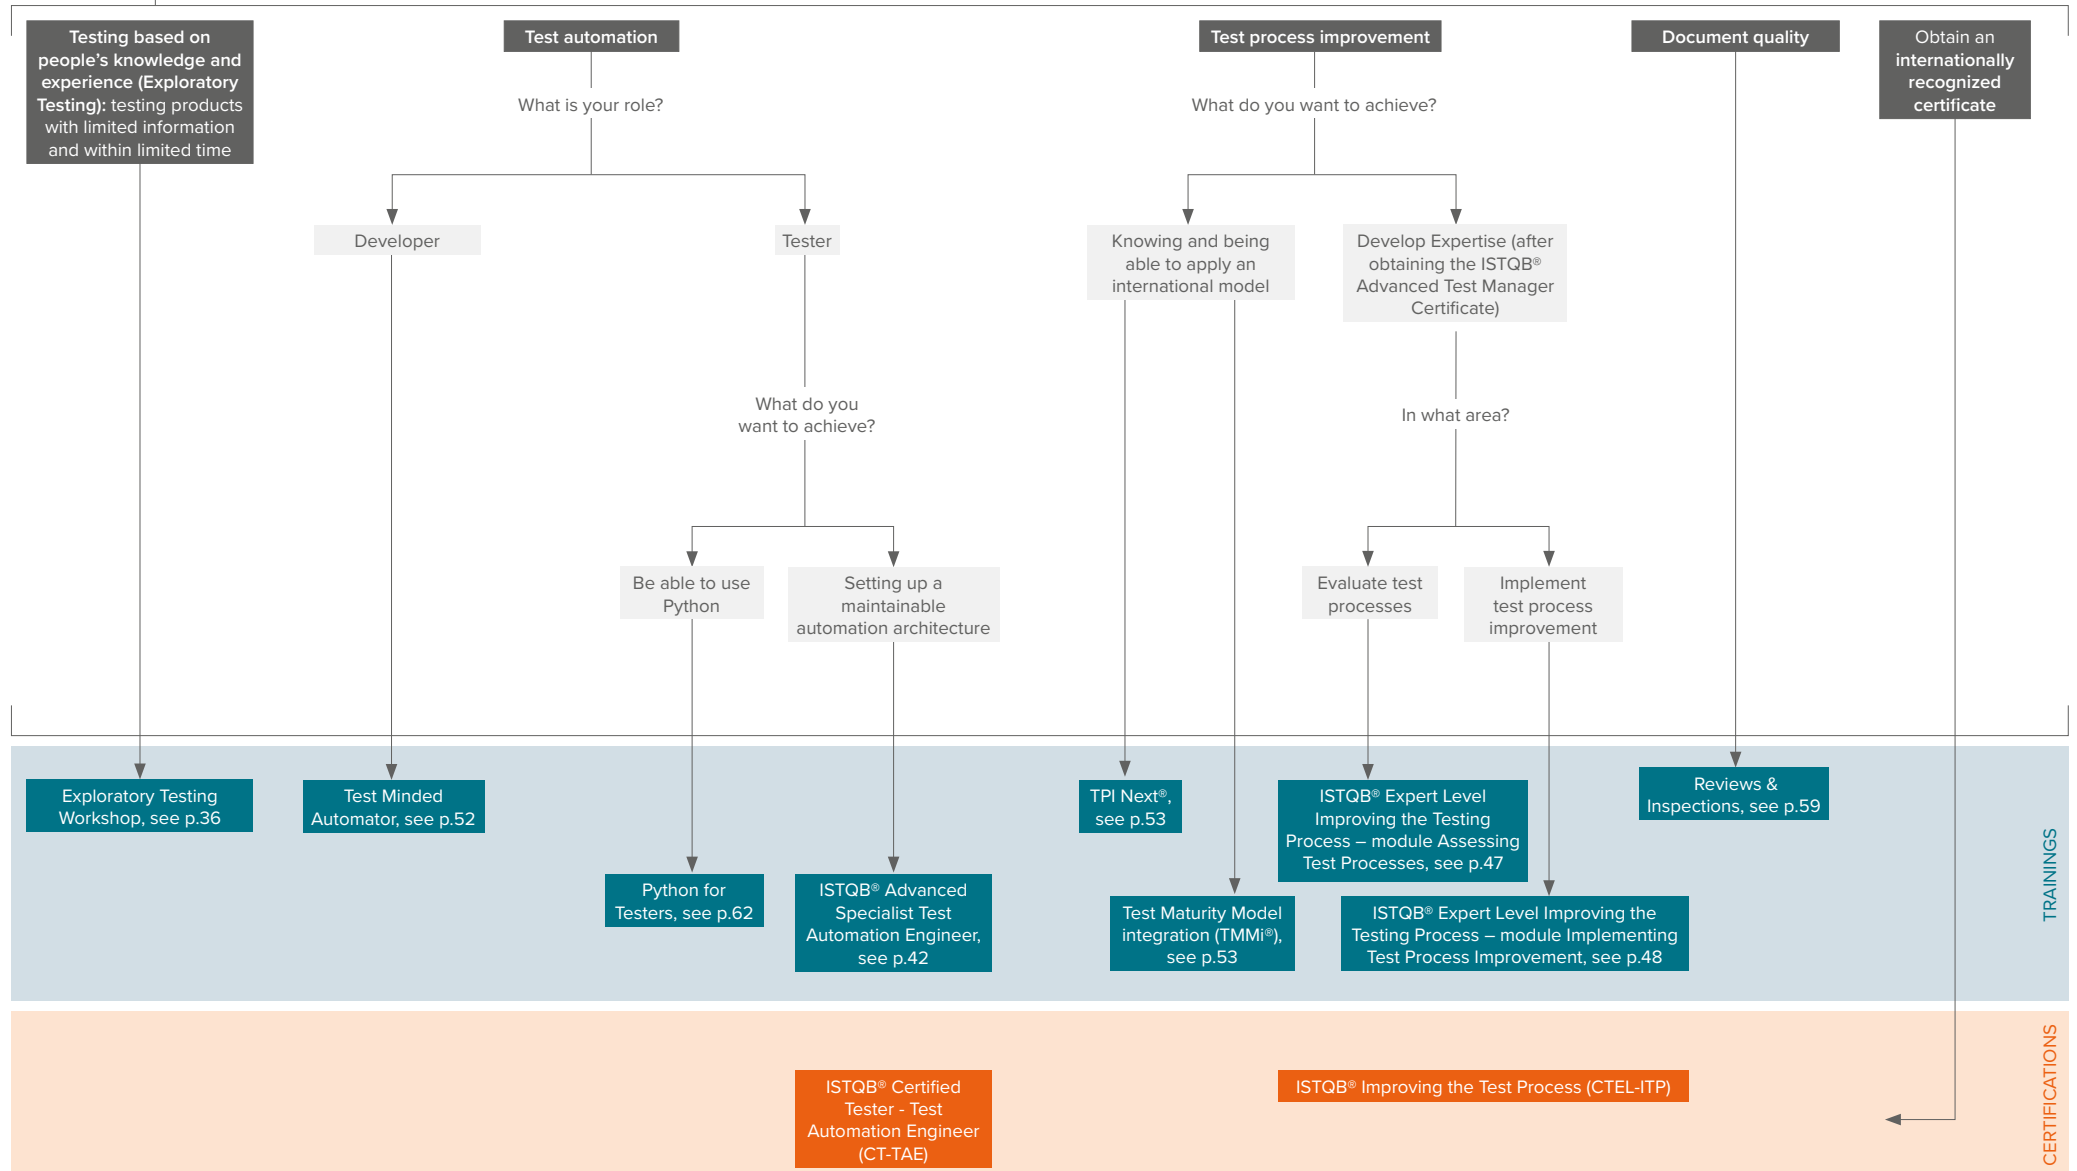 Testing based on
people’s knowledge and
experience (Exploratory
Testing): testing products
with limited information
and within limited time
Test automation
Test process improvement
Document quality
Obtain an
internationally
recognized
certificate
What is your role?
What do you want to achieve?
Developer
Tester
Knowing and being
able to apply an
international model
Develop Expertise (after
obtaining the ISTQB®
Advanced Test Manager
Certificate)
What do you
want to achieve?
In what area?
Be able to use
Python
Setting up a
maintainable
automation architecture
Evaluate test
processes
Implement
test process
improvement
Exploratory Testing
Workshop, see p.36
Test Minded
Automator, see p.52
TPI Next®,
see p.53
ISTQB® Expert Level
Improving the Testing
Process – module Assessing
Test Processes, see p.47
Reviews &
Inspections, see p.59
Python for
Testers, see p.62
ISTQB® Advanced
Specialist Test
Automation Engineer,
see p.42
Test Maturity Model
integration (TMMi®),
see p.53
ISTQB® Expert Level Improving the
Testing Process – module Implementing
Test Process Improvement, see p.48
TRAININGS
ISTQB® Certified
Tester - Test
Automation Engineer
(CT-TAE)
ISTQB® Improving the Test Process (CTEL-ITP)
CERTIFICATIONS